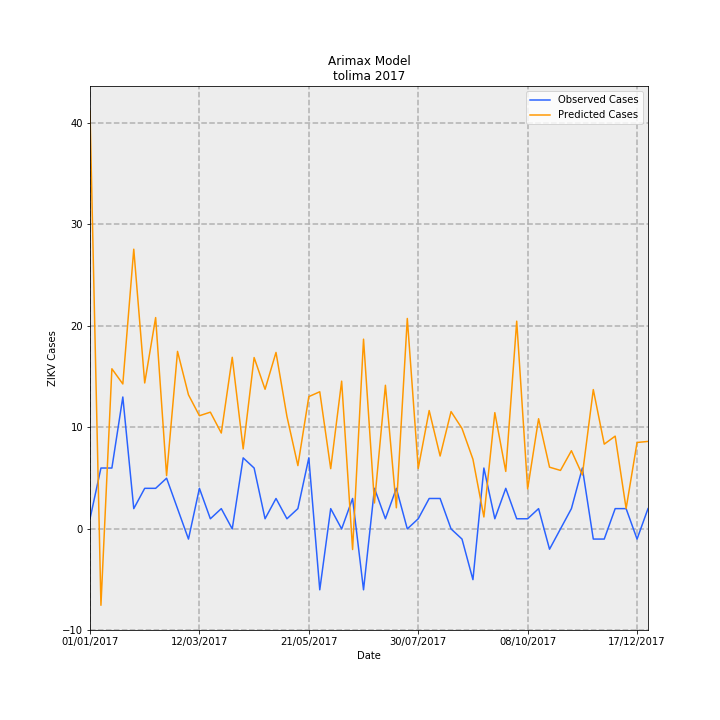 Arimax Model
tolima 2017
Observed Cases
Predicted Cases
ZIKV Cases
40
30
20
10
0
−10
01/01/2017
12/03/2017
21/05/2017
30/07/2017
08/10/2017
17/12/2017
Date